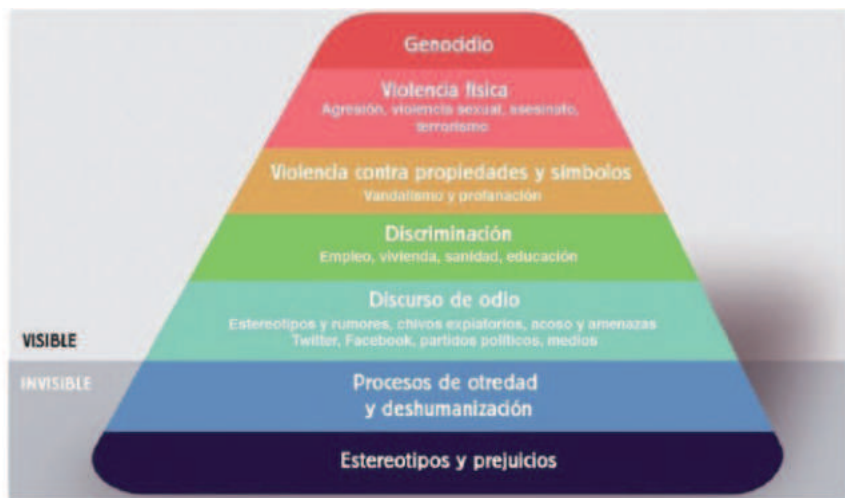 Genocidio
Violencia física
Agresión, violencia sexual, asesinato,
terrorismo
Violencia contra propiedades y símbolos
Vandalismo y profanación
Discriminación
Empleo, vivienda, sanidad, educación
Discurso de odio
Estereotipos y rumores, chivos expiatorios, acoso y amenazas
Twitter, Facebook, partidos políticos, medios
VISIBLE
INVISIBLE
Procesos de otredad
y deshumanización
Estereotipos y prejuicios